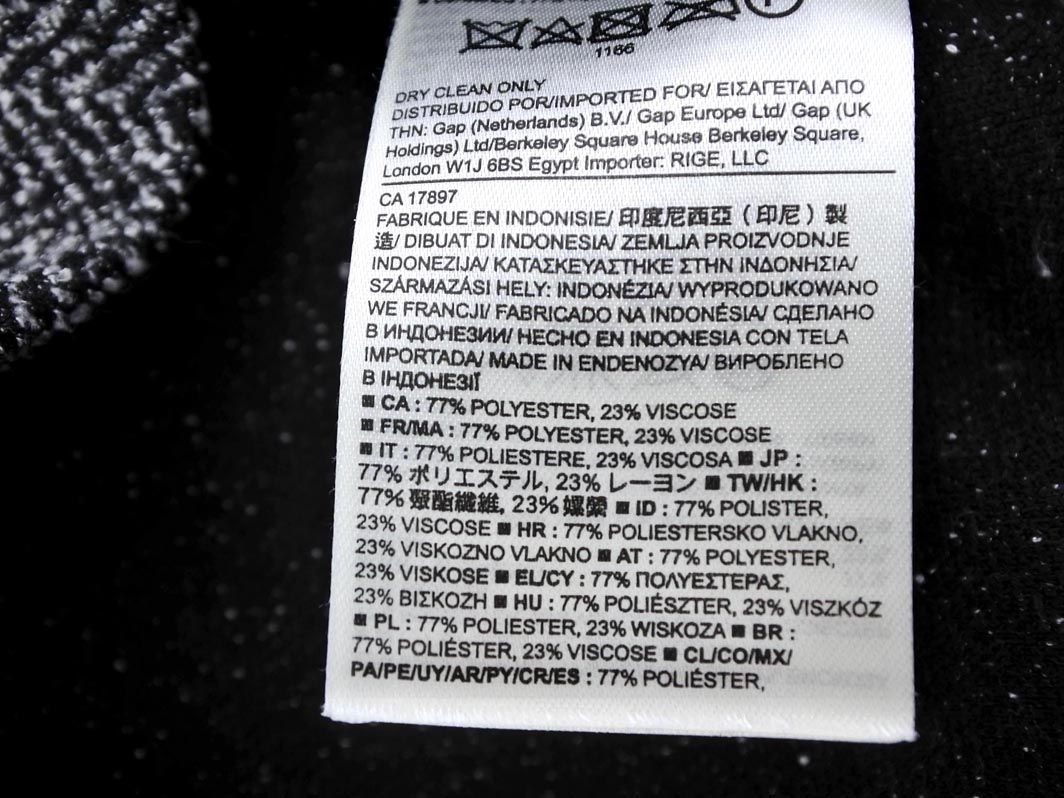 1166
DRY CLEAN ONLY
DISTRIBUIDO POR/IMPORTED FOR/ ΕΙΣΑΓΕΤΑΙ ΑΠΟ
THN: Gap (Netherlands) B.V./ Gap Europe Ltd/ Gap (UK
Holdings) Ltd/Berkeley Square House Berkeley Square,
London W1J 6BS Egypt Importer: RIGE, LLC
CA 17897
FABRIQUE EN INDONISIE/ 印度尼西亞（印尼）製
造/ DIBUAT DI INDONESIA/ ZEMLJA PROIZVODNJE
INDONEZIJA/ ΚΑΤΑΣΚΕΥΑΣΤΗΚΕ ΣΤΗΝ ΙΝΔΟΝΗΣΙΑ/
SZÁRMAZÁSI HELY: INDONÉZIA/ WYPRODUKOWANO
WE FRANCJI/ FABRICADO NA INDONÉSIA/ СДЕЛАНО
В ИНДОНЕЗИИ/ HECHO EN INDONESIA CON TELA
IMPORTADA/ MADE IN ENDENOZYA/ ВИРОБЛЕНО
В ІНДОНЕЗІЇ
■ CA : 77% POLYESTER, 23% VISCOSE
■ FR/MA : 77% POLYESTER, 23% VISCOSE
■ IT : 77% POLIESTERE, 23% VISCOSA ■ JP :
77% ポリエステル, 23% レーヨン ■ TW/HK :
77% 聚酯纖維, 23% 嫘縈 ■ ID : 77% POLISTER,
23% VISCOSE ■ HR : 77% POLIESTERSKO VLAKNO,
23% VISKOZNO VLAKNO ■ AT : 77% POLYESTER,
23% VISKOSE ■ EL/CY : 77% ΠΟΛΥΕΣΤΕΡΑΣ,
23% ΒΙΣΚΟΖΗ ■ HU : 77% POLIÉSZTER, 23% VISZKÓZ
■ PL : 77% POLIESTER, 23% WISKOZA ■ BR :
77% POLIÉSTER, 23% VISCOSE ■ CL/CO/MX/
PA/PE/UY/AR/PY/CR/ES : 77% POLIÉSTER,